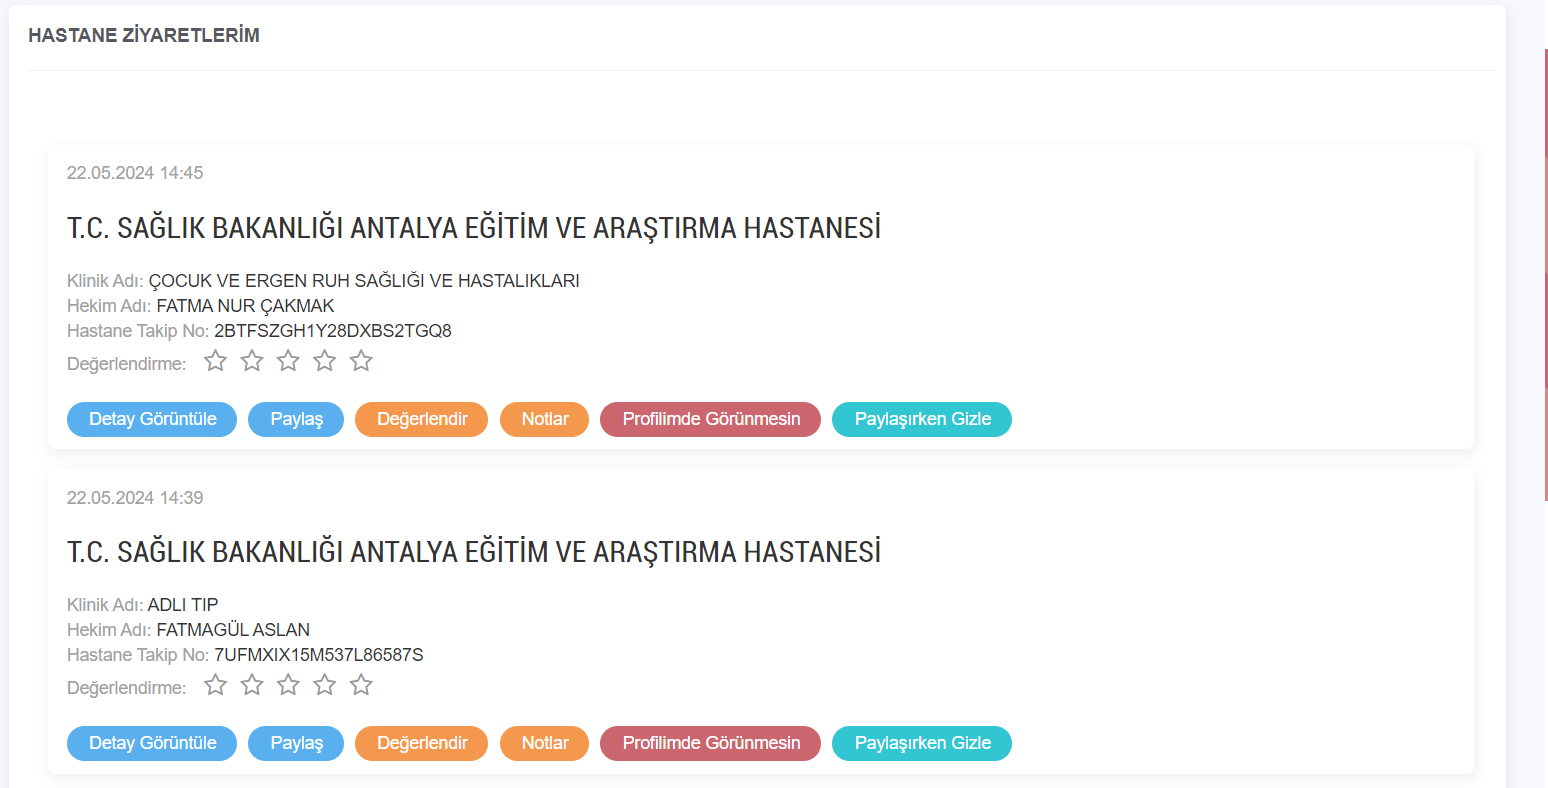 HASTANE ZİYARETLERİM
22.05.2024 14:45
T.C. SAĞLIK BAKANLIĞI ANTALYA EĞİTİM VE ARAŞTIRMA HASTANESİ
Klinik Adı: ÇOCUK VE ERGEN RUH SAĞLIĞI VE HASTALIKLARI
Hekim Adı: FATMA NUR ÇAKMAK
Hastane Takip No: 2BTFSZGH1Y28DXBS2TGQ8
Değerlendirme:
Detay Görüntüle Paylaş Değerlendir Notlar Profilimde Görünmesin Paylaşırken Gizle
22.05.2024 14:39
T.C. SAĞLIK BAKANLIĞI ANTALYA EĞİTİM VE ARAŞTIRMA HASTANESİ
Klinik Adı: ADLI TIP
Hekim Adı: FATMAGÜL ASLAN
Hastane Takip No: 7UFMXIX15M537L86587S
Değerlendirme:
Detay Görüntüle Paylaş Değerlendir Notlar Profilimde Görünmesin Paylaşırken Gizle